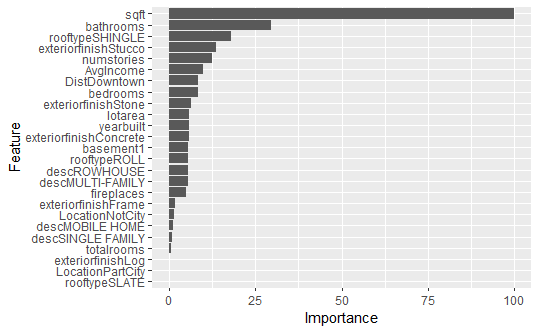 sqft
bathrooms
rooftypeSHINGLE
exteriorfinishStucco
numstories
AvgIncome
DistDowntown
bedrooms
exteriorfinishStone
lotarea
yearbuilt
exteriorfinishConcrete
basement1
rooftypeROLL
descROWHOUSE
descMULTI-FAMILY
fireplaces
exteriorfinishFrame
LocationNotCity
descMOBILE HOME
descSINGLE FAMILY
totalrooms
exteriorfinishLog
LocationPartCity
rooftypeSLATE
Feature
0 25 50 75 100
Importance